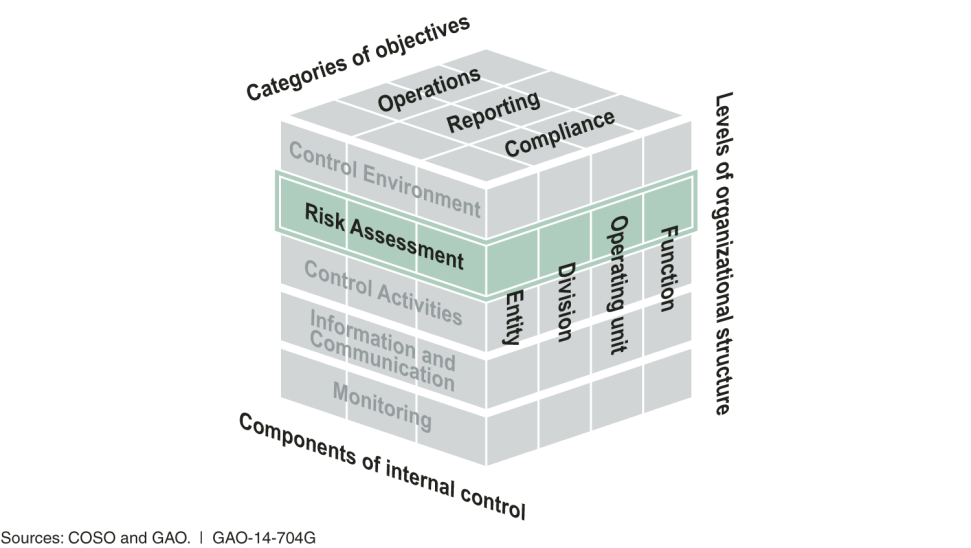 Categories of objectives
Operations
Reporting
Compliance
Control Environment
Risk Assessment
Control Activities
Information and
Communication
Monitoring
Entity
Division
Operating unit
Function
Levels of organizational structure
Components of internal control
Sources: COSO and GAO. | GAO-14-704G